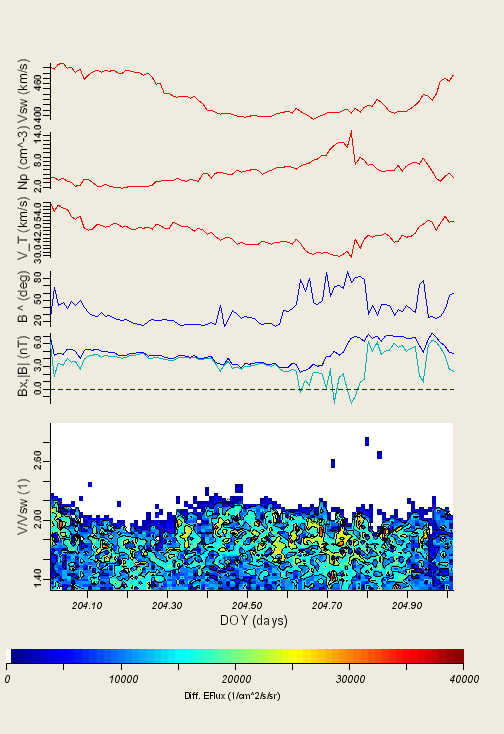 Vsw (km/s)
460
400
Np (cm^-3)
14.0
8.0
2.0
V_T (km/s)
54.0
42.0
30.0
B ^ (deg)
80
50
20
Bx,|B| (nT)
6.0
3.0
0.0
V/Vsw (1)
2.60
2.00
1.40
204.10 204.30 204.50 204.70 204.90
DOY (days)
0 10000 20000 30000 40000
Diff. EFlux (1/cm^2/s/sr)